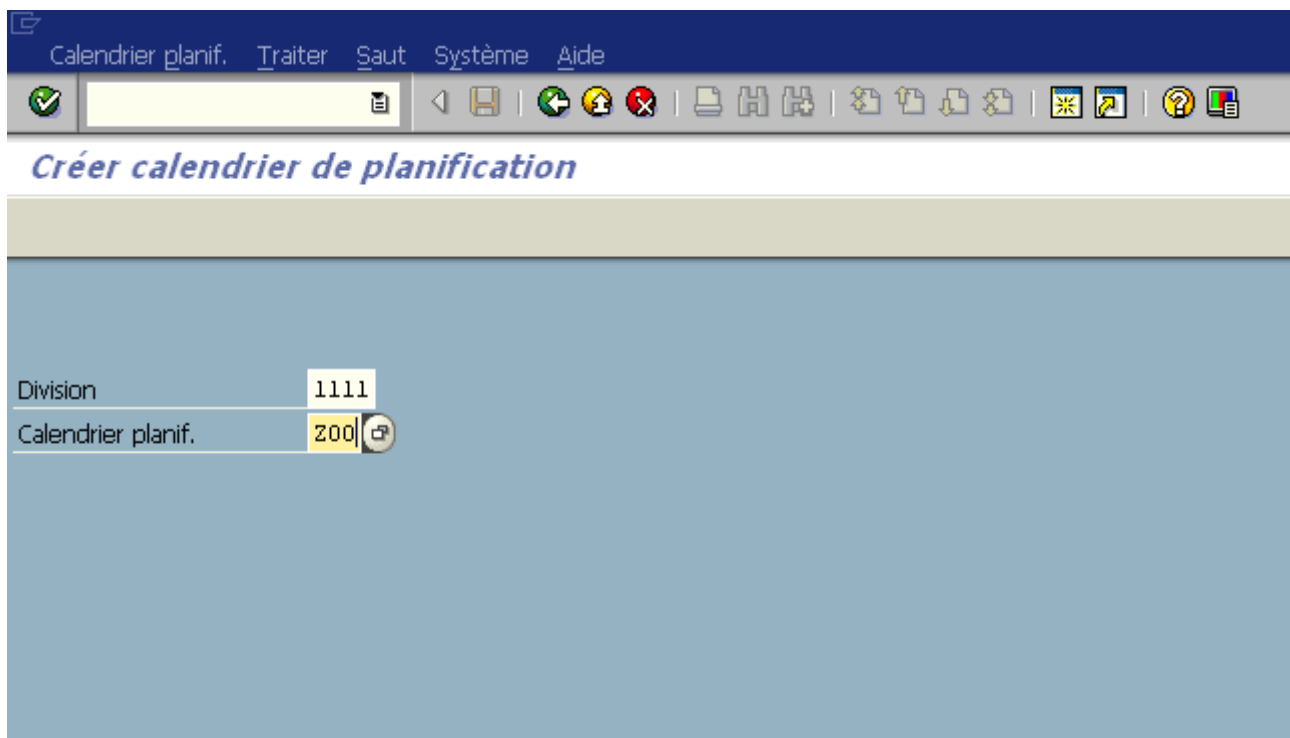 Calendrier planif. Traiter Saut Système Aide
Créer calendrier de planification
Division 1111
Calendrier planif. Z00